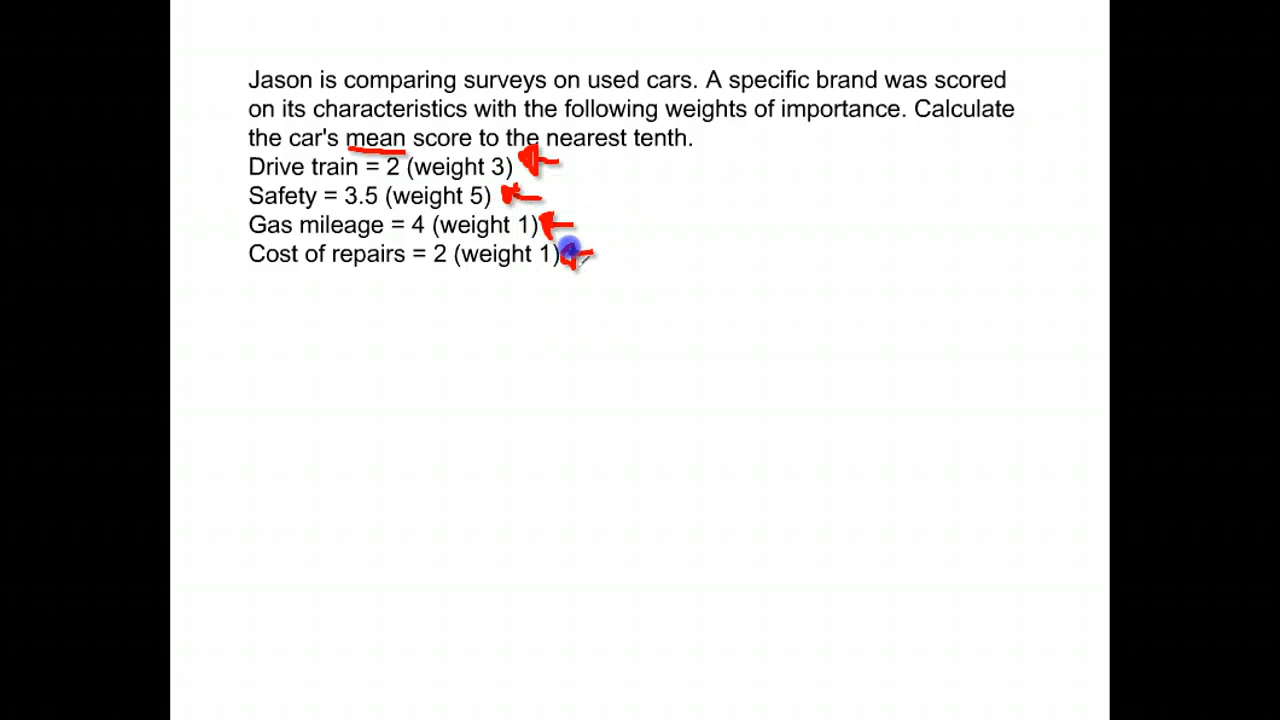 Jason is comparing surveys on used cars. A specific brand was scored
on its characteristics with the following weights of importance. Calculate
the car's mean score to the nearest tenth.
Drive train = 2 (weight 3)
Safety = 3.5 (weight 5)
Gas mileage = 4 (weight 1)
Cost of repairs = 2 (weight 1)